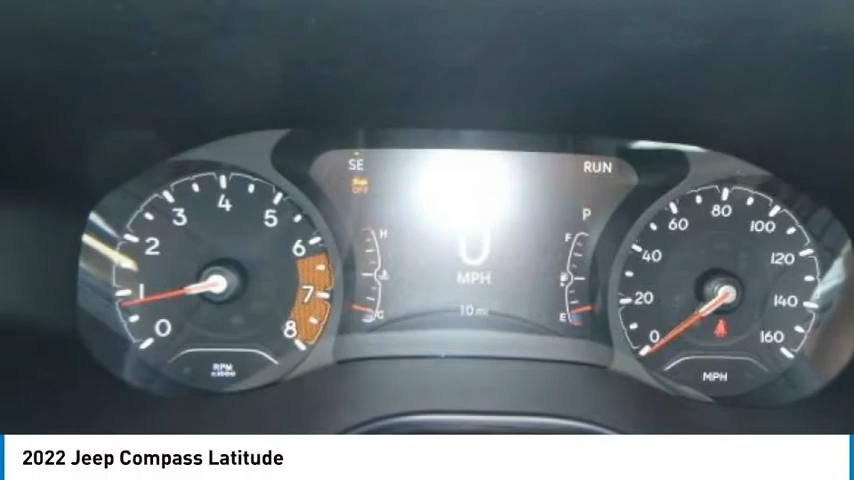 SE
RUN
OFF
P
0 1 2 3 4 5 6 7 8
RPM
x1000
H
C
0
MPH
10 mi
F
E
0 20 40 60 80 100 120 140 160
MPH
2022 Jeep Compass Latitude